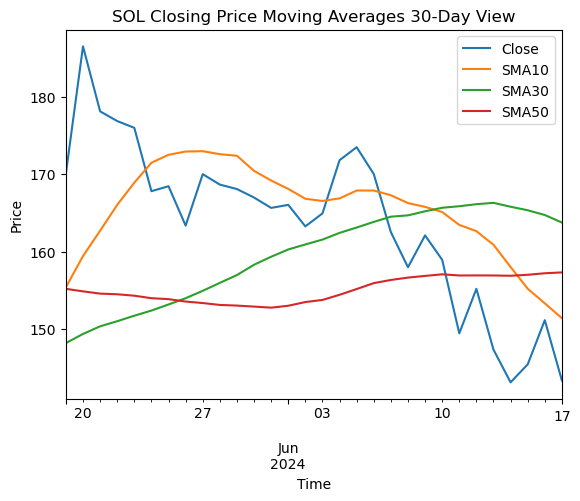 SOL Closing Price Moving Averages 30-Day View
Close
SMA10
SMA30
SMA50
180
170
160
150
Price
20
27
03
10
17
Jun
2024
Time